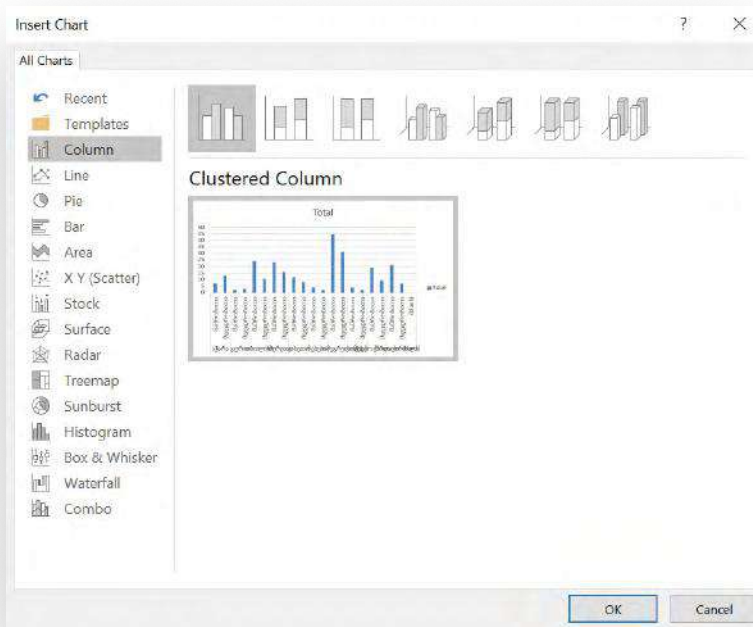 Insert Chart
?
All Charts
Recent
Templates
Column
Line
Pie
Bar
Area
X Y (Scatter)
Stock
Surface
Radar
Treemap
Sunburst
Histogram
Box & Whisker
Waterfall
Combo
Clustered Column
Total
OK
Cancel